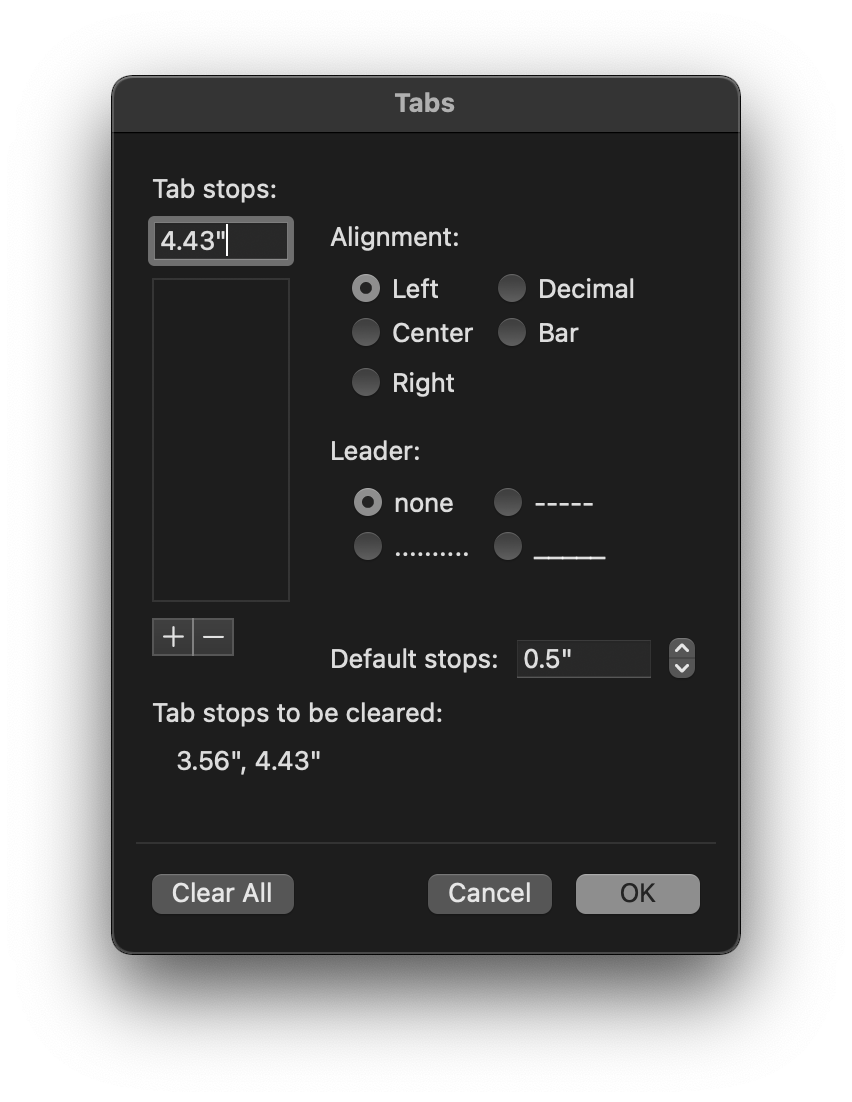 Tabs
Tab stops:
4.43"
Alignment:
Left
Decimal
Center
Bar
Right
Leader:
none
-----
..........
_____
+ −
Default stops: 0.5"
Tab stops to be cleared:
3.56", 4.43"
Clear All
Cancel
OK